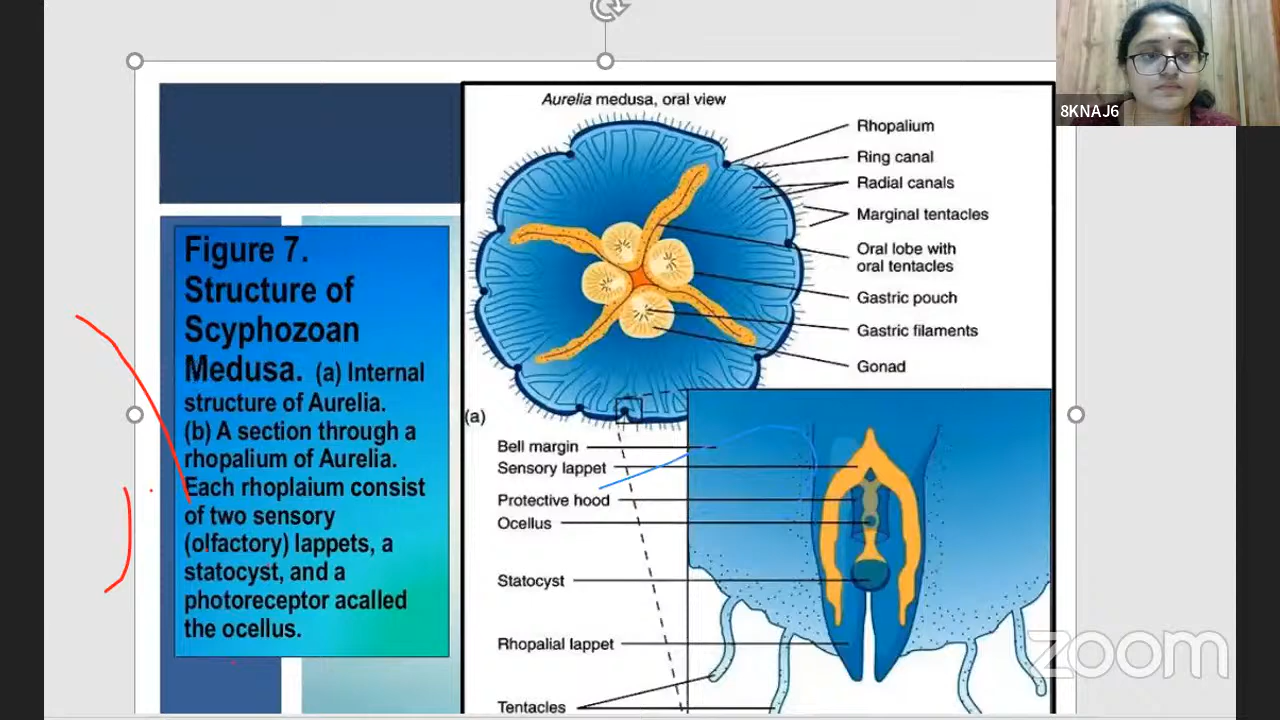 8KNAJ6
Figure 7.
Structure of
Scyphozoan
Medusa. (a) Internal
structure of Aurelia.
(b) A section through a
rhopalium of Aurelia.
Each rhoplaium consist
of two sensory
(olfactory) lappets, a
statocyst, and a
photoreceptor acalled
the ocellus.
Aurelia medusa, oral view
Rhopalium
Ring canal
Radial canals
Marginal tentacles
Oral lobe with
oral tentacles
Gastric pouch
Gastric filaments
Gonad
(a)
Bell margin
Sensory lappet
Protective hood
Ocellus
Statocyst
Rhopalial lappet
Tentacles
zoom